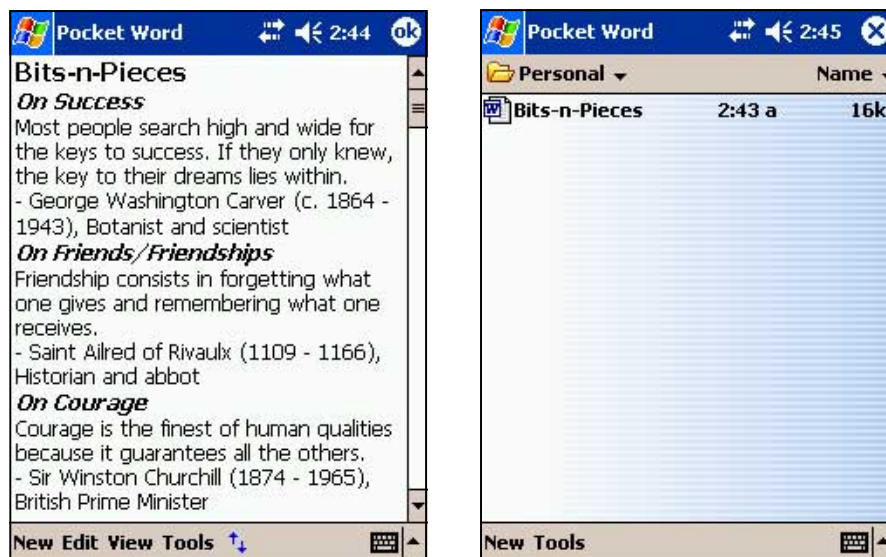 Pocket Word 2:44 ok
Bits-n-Pieces
On Success
Most people search high and wide for
the keys to success. If they only knew,
the key to their dreams lies within.
- George Washington Carver (c. 1864 -
1943), Botanist and scientist
On Friends/Friendships
Friendship consists in forgetting what
one gives and remembering what one
receives.
- Saint Ailred of Rivaulx (1109 - 1166),
Historian and abbot
On Courage
Courage is the finest of human qualities
because it guarantees all the others.
- Sir Winston Churchill (1874 - 1965),
British Prime Minister
New Edit View Tools
Pocket Word 2:45
Personal Name
Bits-n-Pieces 2:43 a 16k
New Tools